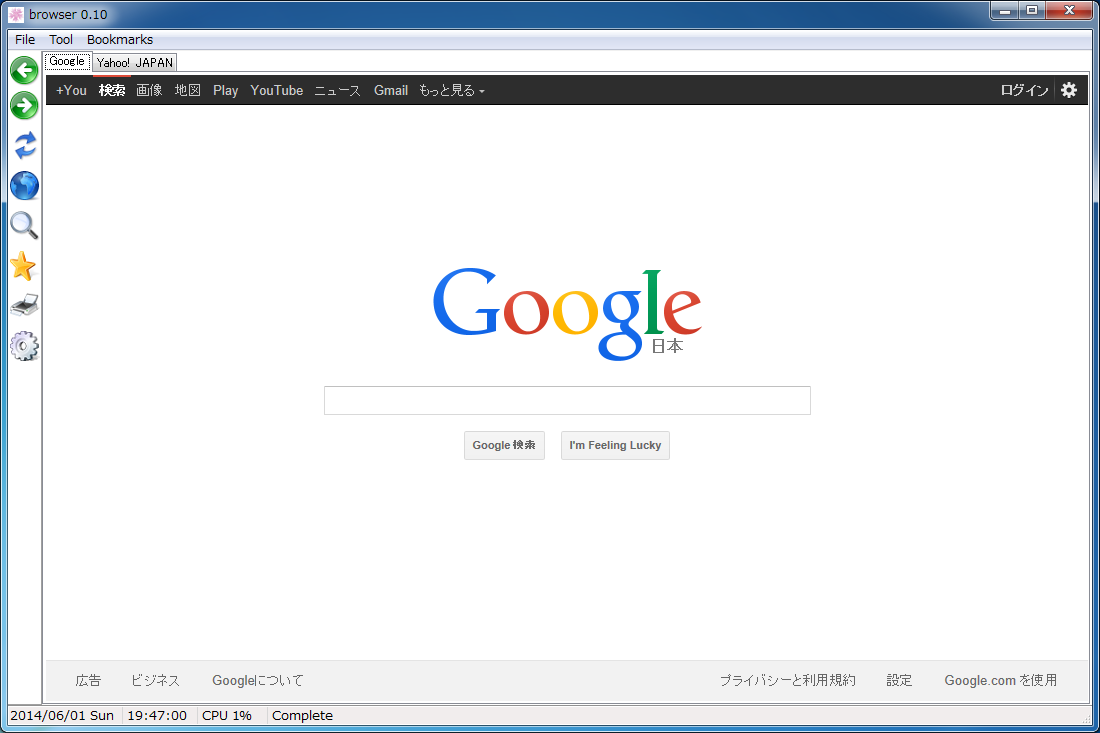 browser 0.10
File Tool Bookmarks
Google Yahoo! JAPAN
+You 検索 画像 地図 Play YouTube ニュース Gmail もっと見る ログイン
Google
日本
Google 検索 I'm Feeling Lucky
広告 ビジネス Googleについて プライバシーと利用規約 設定 Google.com を使用
2014/06/01 Sun 19:47:00 CPU 1% Complete